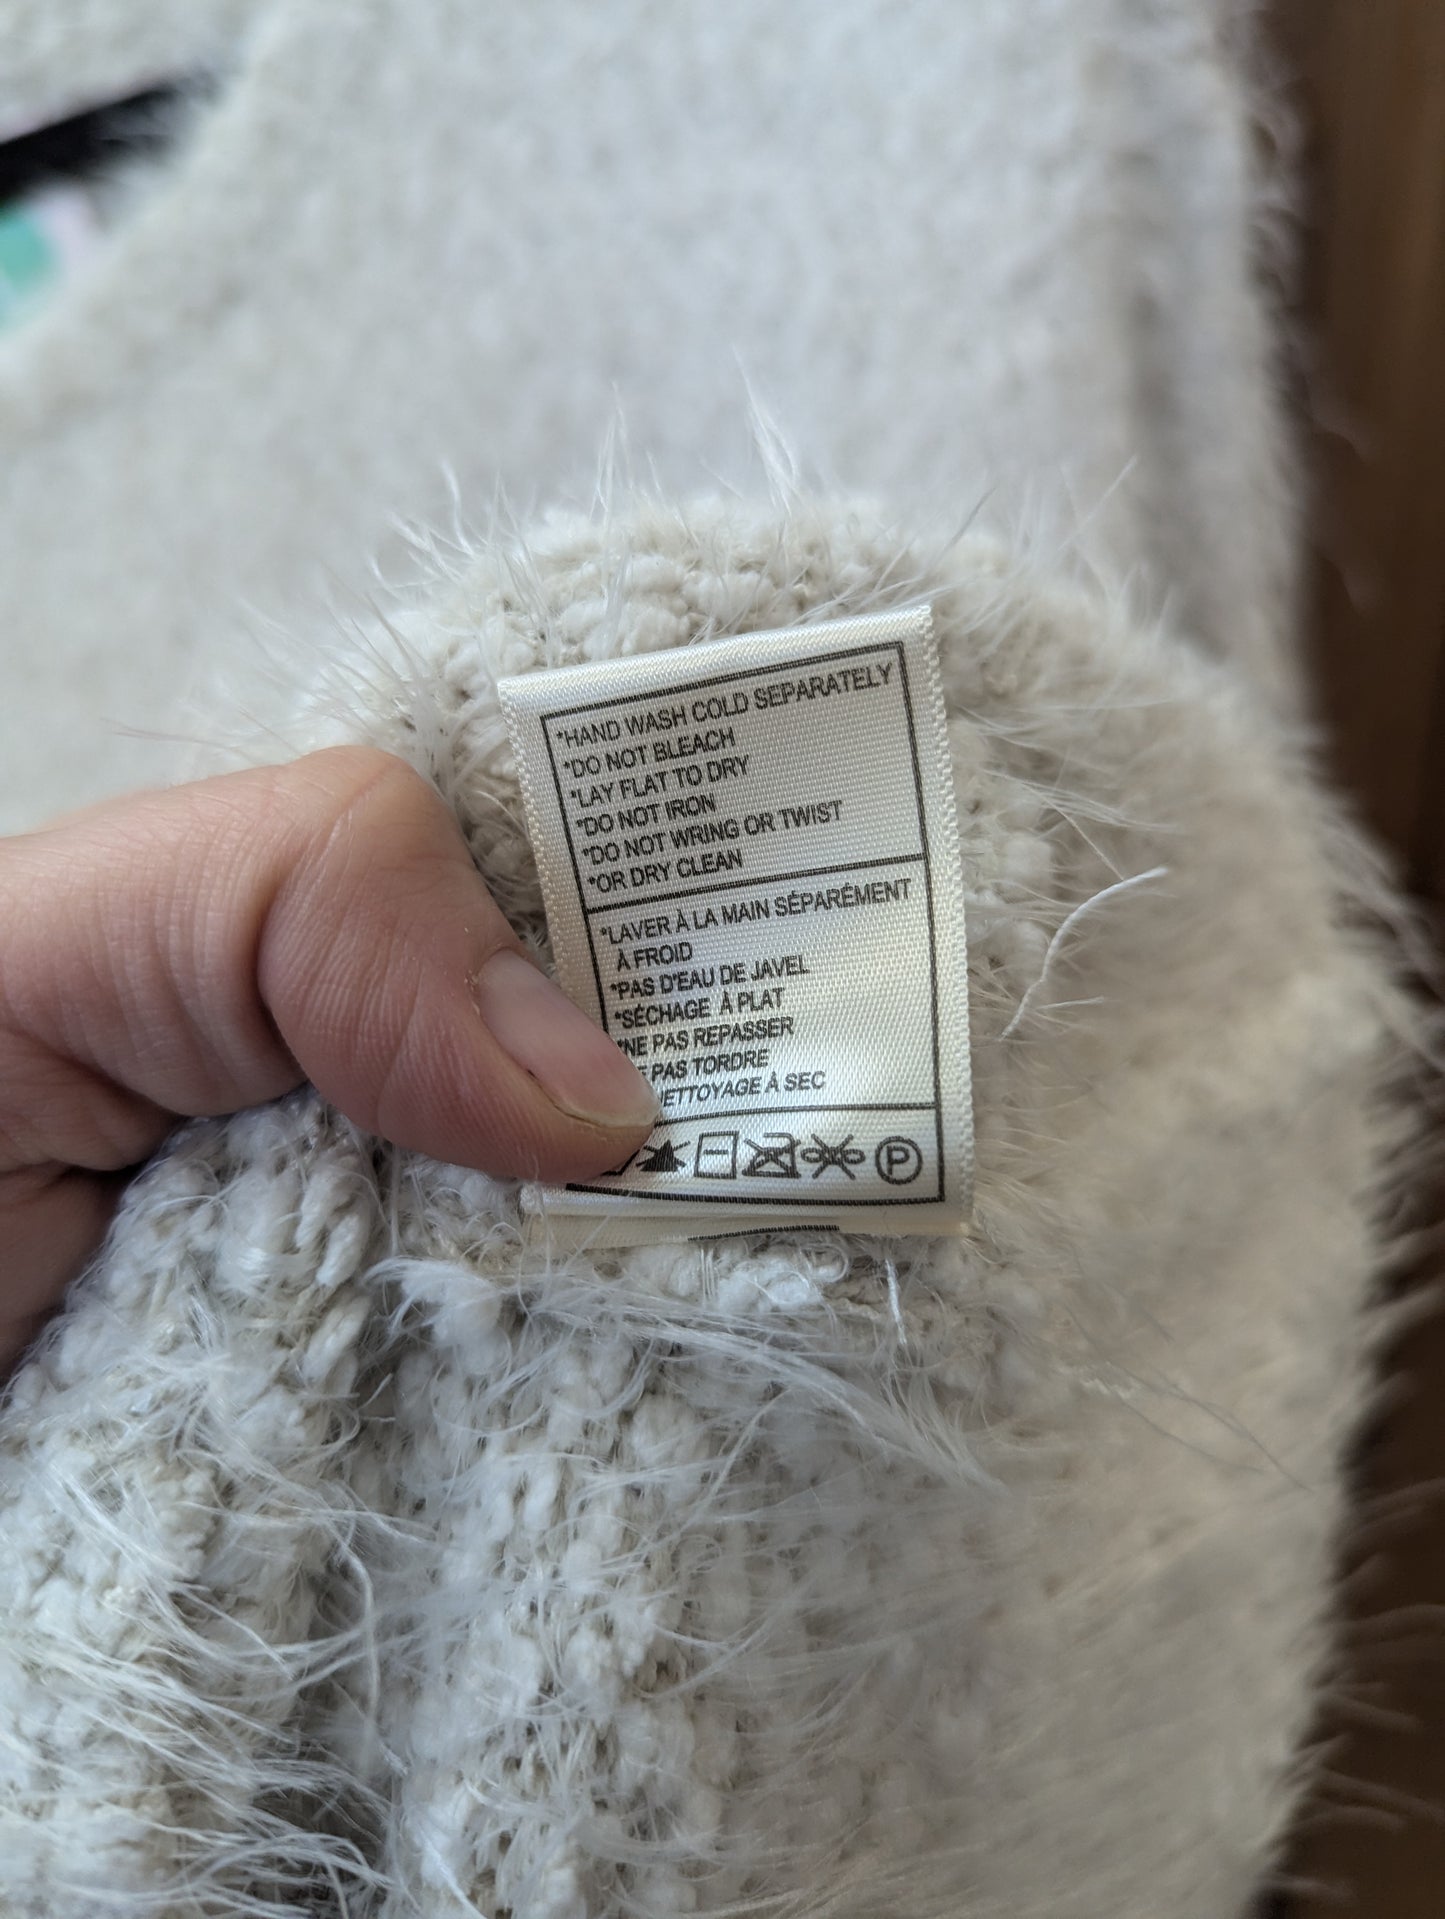 *HAND WASH COLD SEPARATELY
*DO NOT BLEACH
*LAY FLAT TO DRY
*DO NOT IRON
*DO NOT WRING OR TWIST
*OR DRY CLEAN
*LAVER À LA MAIN SÉPARÉMENT
À FROID
*PAS D'EAU DE JAVEL
*SÉCHAGE À PLAT
*NE PAS REPASSER
PAS TORDRE
À SEC
P